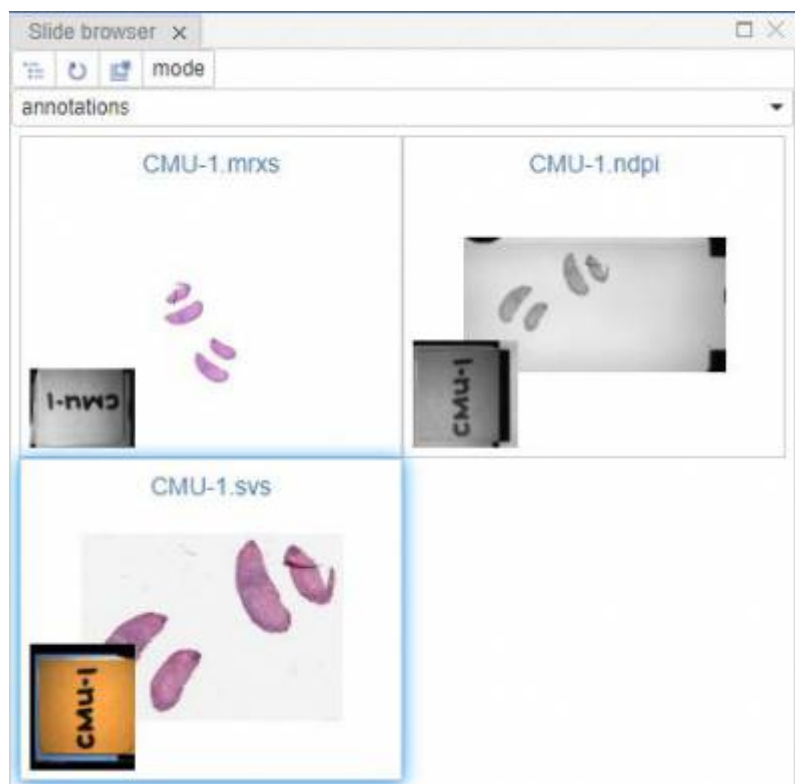 Slide browser
mode
annotations
CMU-1.mrxs
CMU-1.ndpi
CMU-1
CMU-1
CMU-1.svs
CMU-1